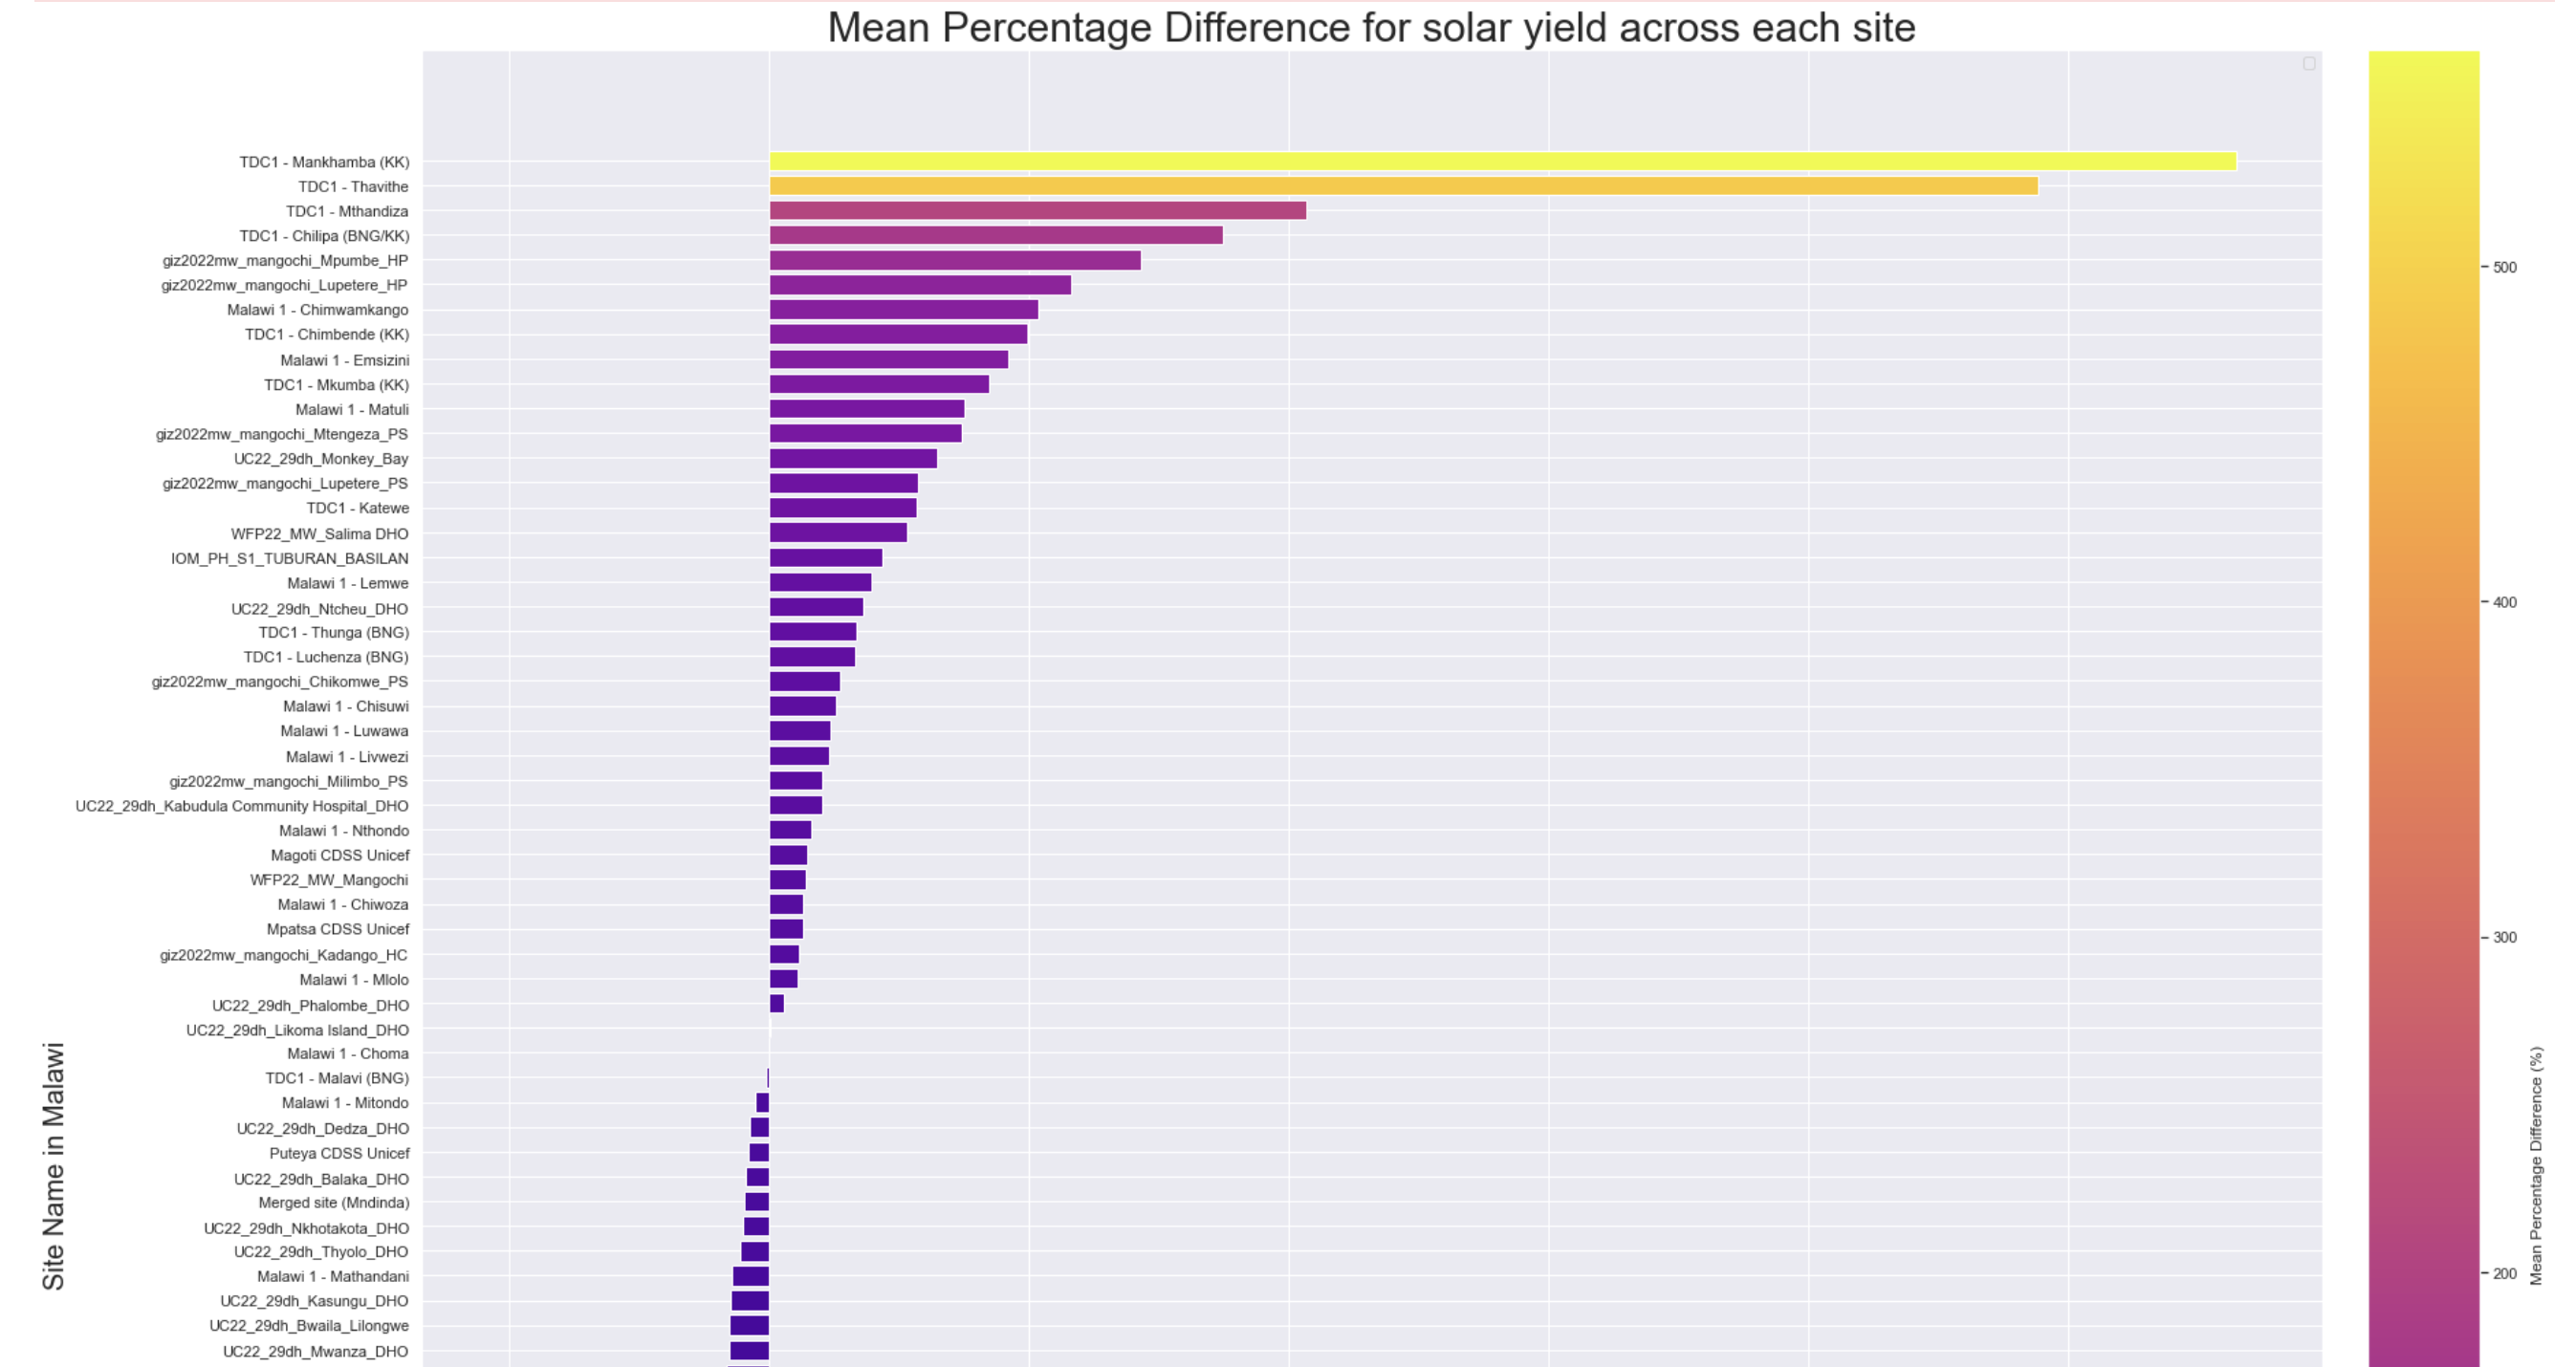 Mean Percentage Difference for solar yield across each site
TDC1 - Mankhamba (KK)
TDC1 - Thavithe
TDC1 - Mthandiza
TDC1 - Chilipa (BNG/KK)
giz2022mw_mangochi_Mpumbe_HP
giz2022mw_mangochi_Lupetere_HP
Malawi 1 - Chimwamkango
TDC1 - Chimbende (KK)
Malawi 1 - Emsizini
TDC1 - Mkumba (KK)
Malawi 1 - Matuli
giz2022mw_mangochi_Mtengeza_PS
UC22_29dh_Monkey_Bay
giz2022mw_mangochi_Lupetere_PS
TDC1 - Katewe
WFP22_MW_Salima DHO
IOM_PH_S1_TUBURAN_BASILAN
Malawi 1 - Lemwe
UC22_29dh_Ntcheu_DHO
TDC1 - Thunga (BNG)
TDC1 - Luchenza (BNG)
giz2022mw_mangochi_Chikomwe_PS
Malawi 1 - Chisuwi
Malawi 1 - Luwawa
Malawi 1 - Livwezi
giz2022mw_mangochi_Milimbo_PS
UC22_29dh_Kabudula Community Hospital_DHO
Malawi 1 - Nthondo
Magoti CDSS Unicef
WFP22_MW_Mangochi
Malawi 1 - Chiwoza
Mpatsa CDSS Unicef
giz2022mw_mangochi_Kadango_HC
Malawi 1 - Mlolo
UC22_29dh_Phalombe_DHO
UC22_29dh_Likoma Island_DHO
Malawi 1 - Choma
TDC1 - Malavi (BNG)
Malawi 1 - Mitondo
UC22_29dh_Dedza_DHO
Puteya CDSS Unicef
UC22_29dh_Balaka_DHO
Merged site (Mndinda)
UC22_29dh_Nkhotakota_DHO
UC22_29dh_Thyolo_DHO
Malawi 1 - Mathandani
UC22_29dh_Kasungu_DHO
UC22_29dh_Bwaila_Lilongwe
UC22_29dh_Mwanza_DHO
Site Name in Malawi
500
400
300
200
Mean Percentage Difference (%)